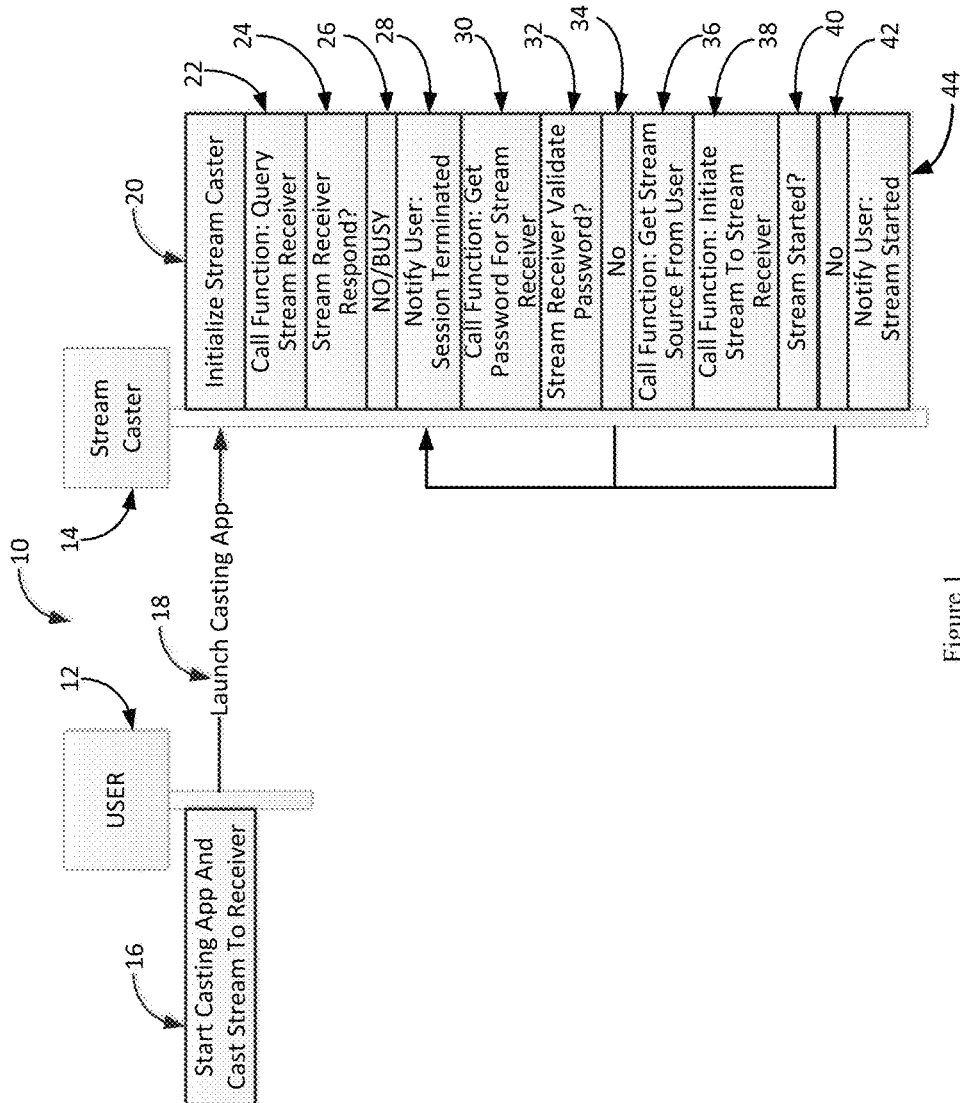 10
12
USER
14
Stream
Caster
16
Start Casting App And
Cast Stream To Receiver
18
Launch Casting App
20
Initialize Stream Caster
22
Call Function: Query
Stream Receiver
24
Stream Receiver
Respond?
26
NO/BUSY
28
Notify User:
Session Terminated
30
Call Function: Get
Password For Stream
Receiver
32
Stream Receiver Validate
Password?
34
No
36
Call Function: Get Stream
Source From User
38
Call Function: Initiate
Stream To Stream
Receiver
40
Stream Started?
42
No
44
Notify User:
Stream Started
Figure 1